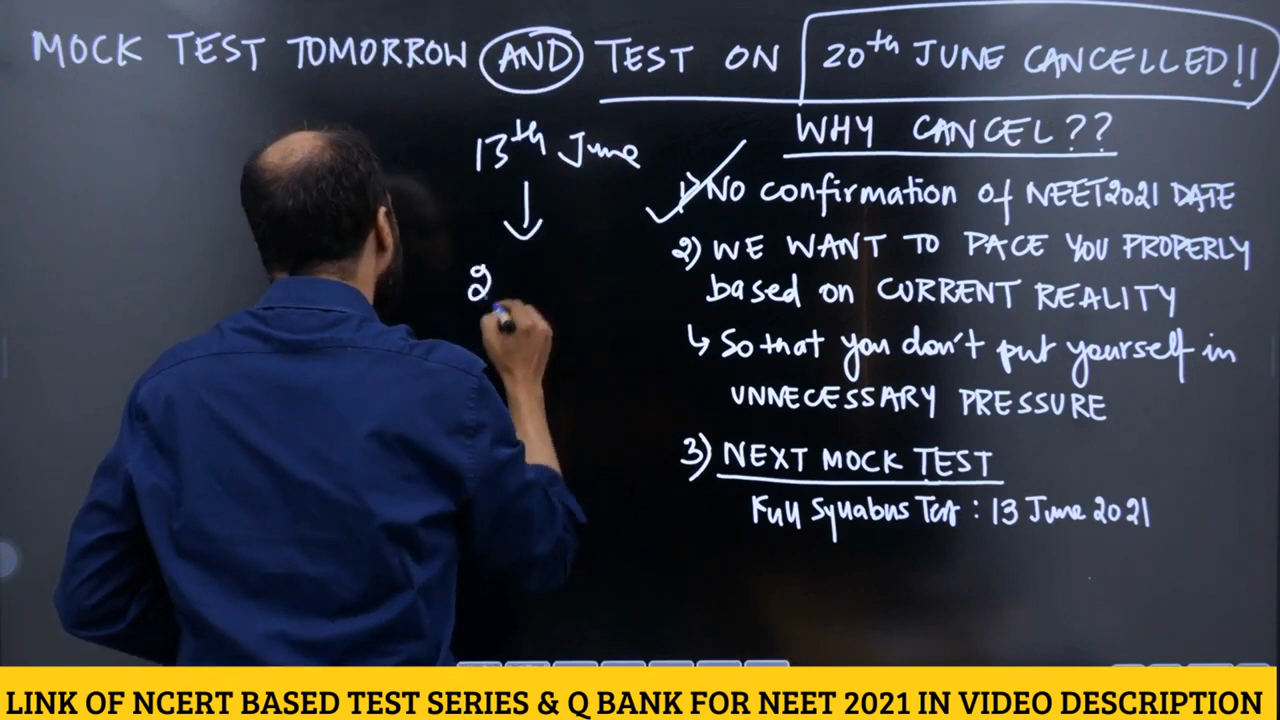 MOCK TEST TOMORROW AND TEST ON 20th JUNE CANCELLED!!
13th June
2
WHY CANCEL??
1) NO confirmation of NEET2021 DATE
2) WE WANT TO PACE YOU PROPERLY
based on CURRENT REALITY
↳ So that you don't put yourself in
UNNECESSARY PRESSURE
3) NEXT MOCK TEST
Full Syllabus Test : 13 June 2021
LINK OF NCERT BASED TEST SERIES & Q BANK FOR NEET 2021 IN VIDEO DESCRIPTION